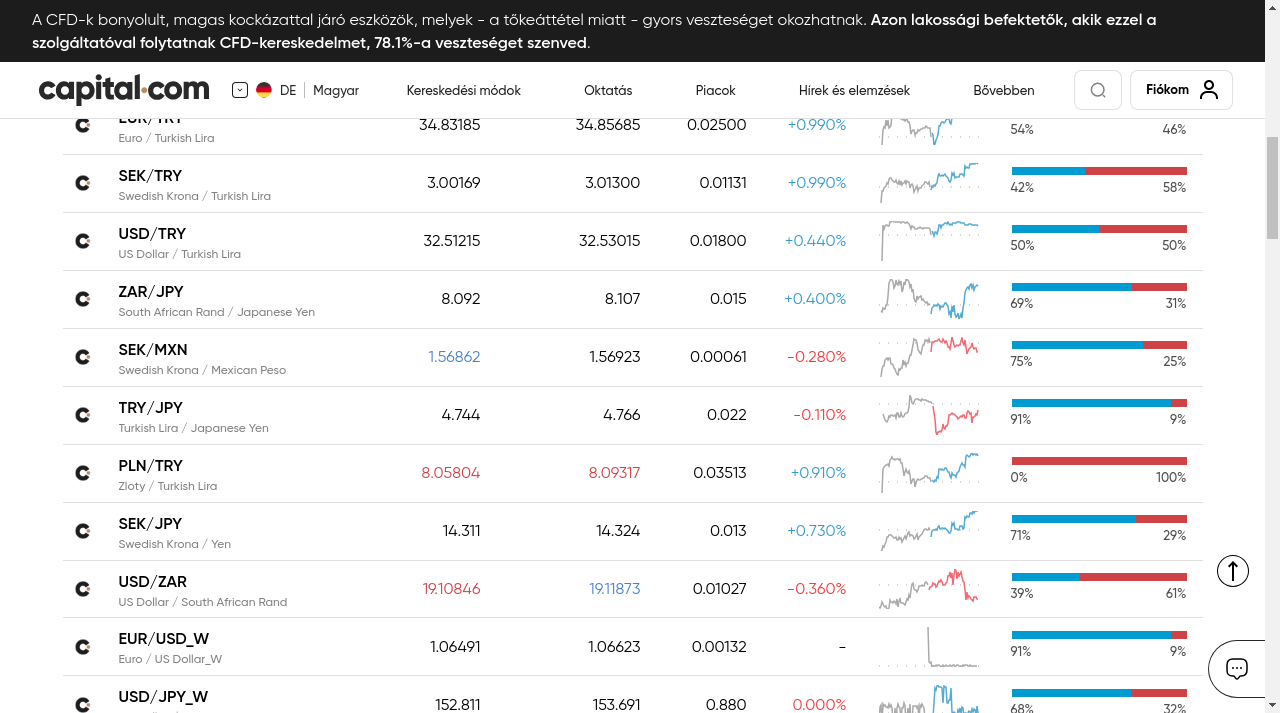 A CFD-k bonyolult, magas kockázattal járó eszközök, melyek - a tőkeáttétel miatt - gyors veszteséget okozhatnak. Azon lakossági befektetők, akik ezzel a
szolgáltatóval folytatnak CFD-kereskedelmet, 78.1%-a veszteséget szenved.
capital.com DE Magyar Kereskedési módok Oktatás Piacok Hírek és elemzések Bővebben Fiókom
EUR/TRY 34.83185 34.85685 0.02500 +0.990%
Euro / Turkish Lira 54% 46%
SEK/TRY 3.00169 3.01300 0.01131 +0.990%
Swedish Krona / Turkish Lira 42% 58%
USD/TRY 32.51215 32.53015 0.01800 +0.440%
US Dollar / Turkish Lira 50% 50%
ZAR/JPY 8.092 8.107 0.015 +0.400%
South African Rand / Japanese Yen 69% 31%
SEK/MXN 1.56862 1.56923 0.00061 -0.280%
Swedish Krona / Mexican Peso 75% 25%
TRY/JPY 4.744 4.766 0.022 -0.110%
Turkish Lira / Japanese Yen 91% 9%
PLN/TRY 8.05804 8.09317 0.03513 +0.910%
Zloty / Turkish Lira 0% 100%
SEK/JPY 14.311 14.324 0.013 +0.730%
Swedish Krona / Yen 71% 29%
USD/ZAR 19.10846 19.11873 0.01027 -0.360%
US Dollar / South African Rand 39% 61%
EUR/USD_W 1.06491 1.06623 0.00132 -
Euro / US Dollar_W 91% 9%
USD/JPY_W 152.811 153.691 0.880 0.000%
68% 32%